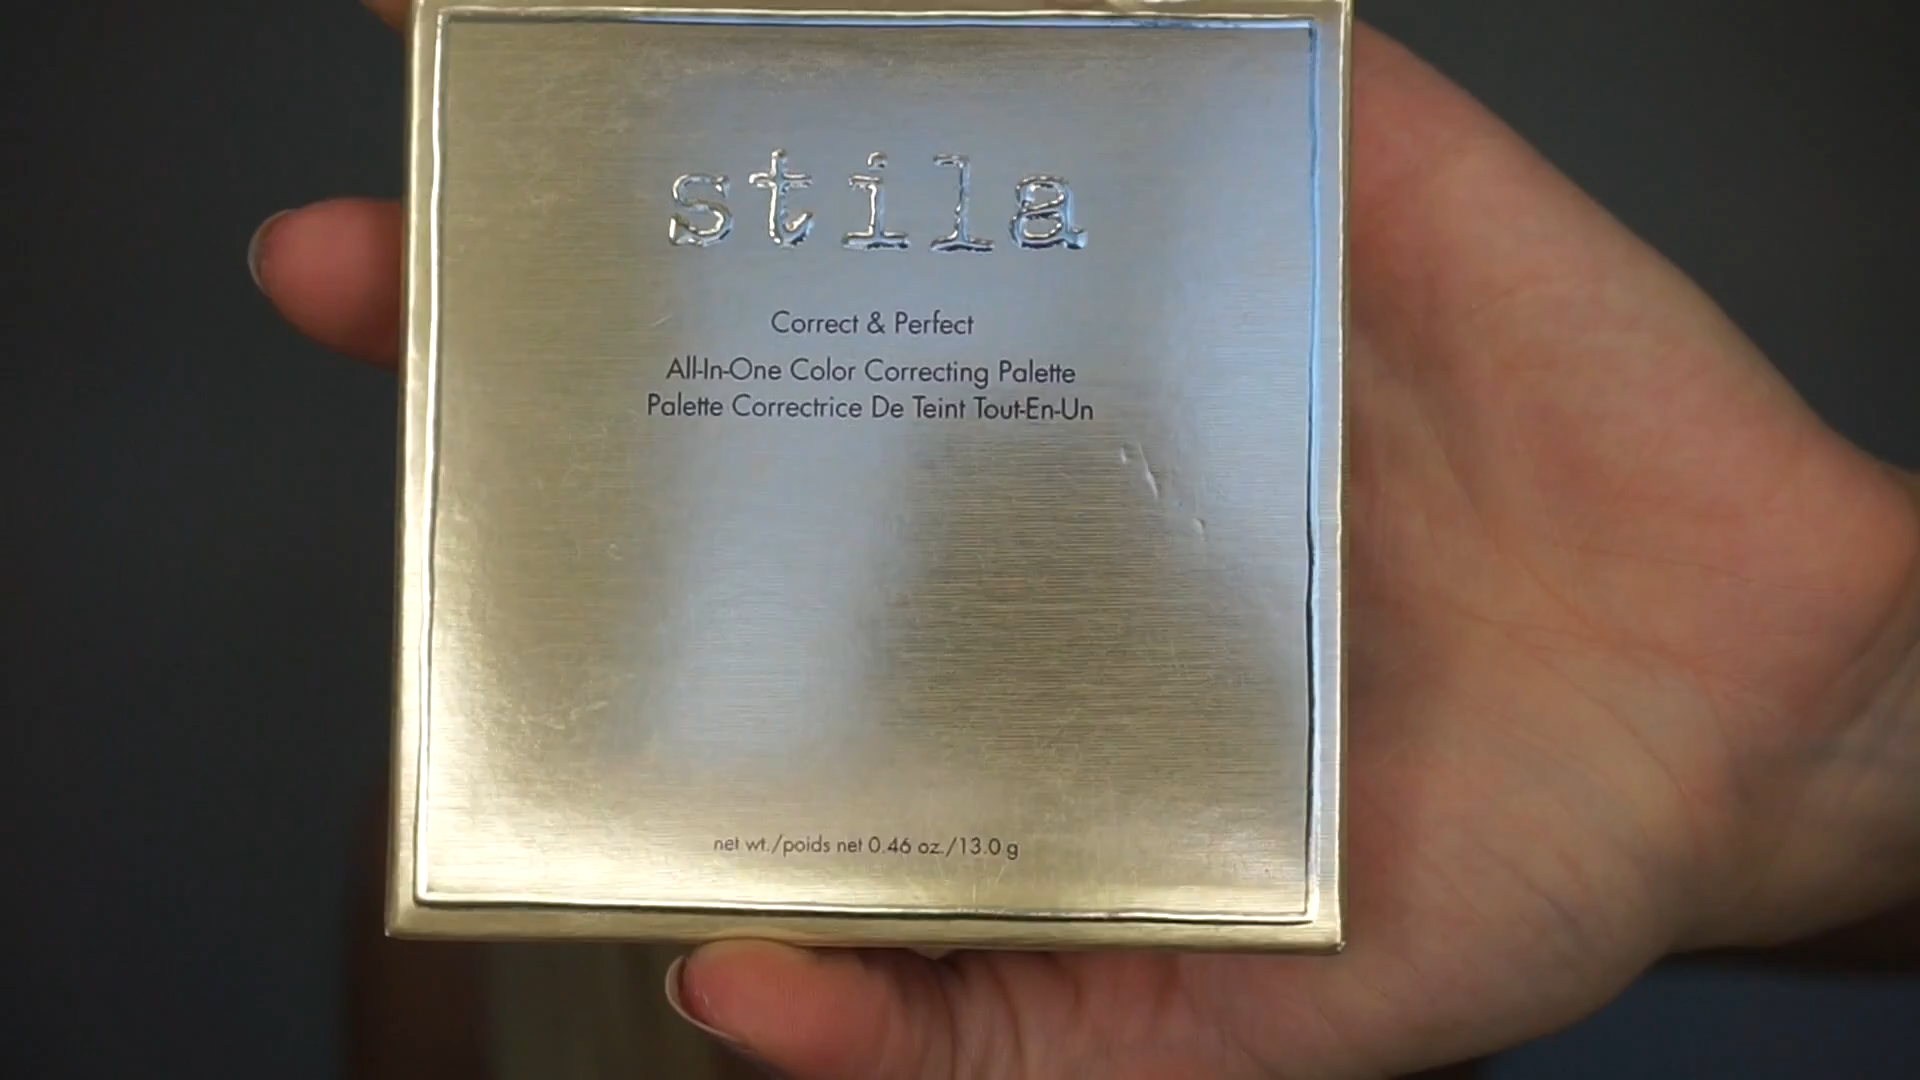 stila
Correct & Perfect
All-In-One Color Correcting Palette
Palette Correctrice De Teint Tout-En-Un
net wt./poids net 0.46 oz./13.0 g